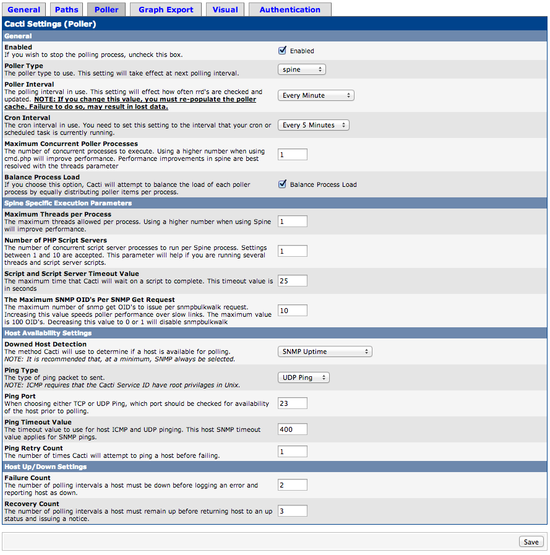 General Paths Poller Graph Export Visual Authentication
Cacti Settings (Poller)
General
Enabled
If you wish to stop the polling process, uncheck this box.
Enabled
Poller Type
The poller type to use. This setting will take effect at next polling interval.
spine
Poller Interval
The polling interval in use. This setting will effect how often rrd's are checked and
updated. NOTE: If you change this value, you must re-populate the poller
cache. Failure to do so, may result in lost data.
Every Minute
Cron Interval
The cron interval in use. You need to set this setting to the interval that your cron or
scheduled task is currently running.
Every 5 Minutes
Maximum Concurrent Poller Processes
The number of concurrent processes to execute. Using a higher number when using
cmd.php will improve performance. Performance improvements in spine are best
resolved with the threads parameter
1
Balance Process Load
If you choose this option, Cacti will attempt to balance the load of each poller
process by equally distributing poller items per process.
Balance Process Load
Spine Specific Execution Parameters
Maximum Threads per Process
The maximum threads allowed per process. Using a higher number when using Spine
will improve performance.
1
Number of PHP Script Servers
The number of concurrent script server processes to run per Spine process. Settings
between 1 and 10 are accepted. This parameter will help if you are running several
threads and script server scripts.
1
Script and Script Server Timeout Value
The maximum time that Cacti will wait on a script to complete. This timeout value is
in seconds
25
The Maximum SNMP OID's Per SNMP Get Request
The maximum number of snmp get OID's to issue per snmpbulkwalk request.
Increasing this value speeds poller performance over slow links. The maximum value
is 100 OID's. Decreasing this value to 0 or 1 will disable snmpbulkwalk
10
Host Availability Settings
Downed Host Detection
The method Cacti will use to determine if a host is available for polling.
NOTE: It is recommended that, at a minimum, SNMP always be selected.
SNMP Uptime
Ping Type
The type of ping packet to sent.
NOTE: ICMP requires that the Cacti Service ID have root privilages in Unix.
UDP Ping
Ping Port
When choosing either TCP or UDP Ping, which port should be checked for availability
of the host prior to polling.
23
Ping Timeout Value
The timeout value to use for host ICMP and UDP pinging. This host SNMP timeout
value applies for SNMP pings.
400
Ping Retry Count
The number of times Cacti will attempt to ping a host before failing.
1
Host Up/Down Settings
Failure Count
The number of polling intervals a host must be down before logging an error and
reporting host as down.
2
Recovery Count
The number of polling intervals a host must remain up before returning host to an up
status and issuing a notice.
3
Save